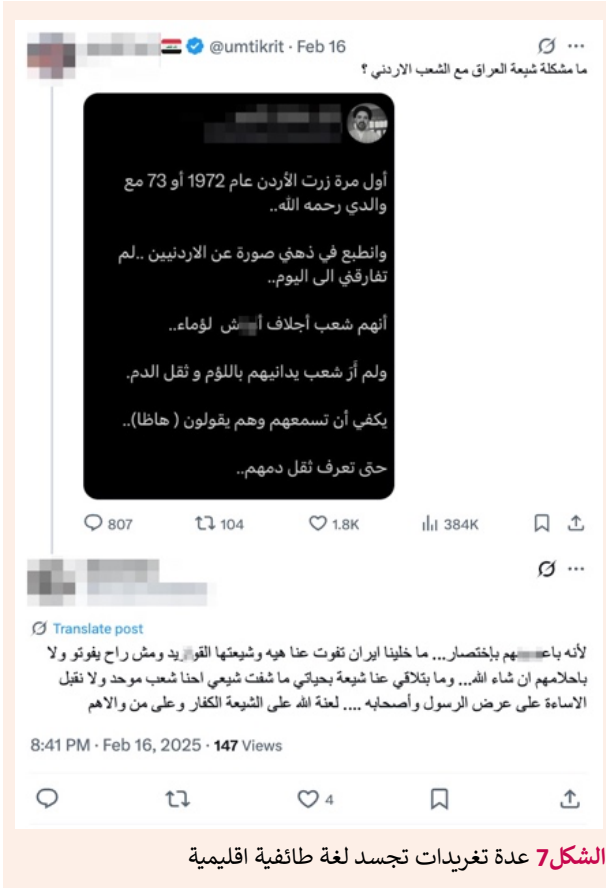 @umtikrit · Feb 16
ما مشكلة شيعة العراق مع الشعب الاردني ؟
أول مرة زرت الأردن عام 1972 أو 73 مع
والدي رحمه الله..
وانطبع في ذهني صورة عن الاردنيين ..لم
تفارقني الى اليوم..
أنهم شعب أجلاف لؤماء..
ولم أَرَ شعب يدانيهم باللؤم و ثقل الدم.
يكفي أن تسمعهم وهم يقولون ( هاظا)..
حتى تعرف ثقل دمهم..
807 104 1.8K 384K
Translate post
لأنه بإختصار... ما خلينا ايران تفوت عنا هيه وشيعتها ومش راح يفوتو ولا
باحلامهم ان شاء الله... وما بتلاقي عنا شيعة بحياتي ما شفت شيعي احنا شعب موحد ولا نقبل
الاساءة على عرض الرسول وأصحابه .... لعنة الله على الشيعة الكفار وعلى من والاهم
8:41 PM · Feb 16, 2025 · 147 Views
4
الشكل7 عدة تغريدات تجسد لغة طائفية اقليمية